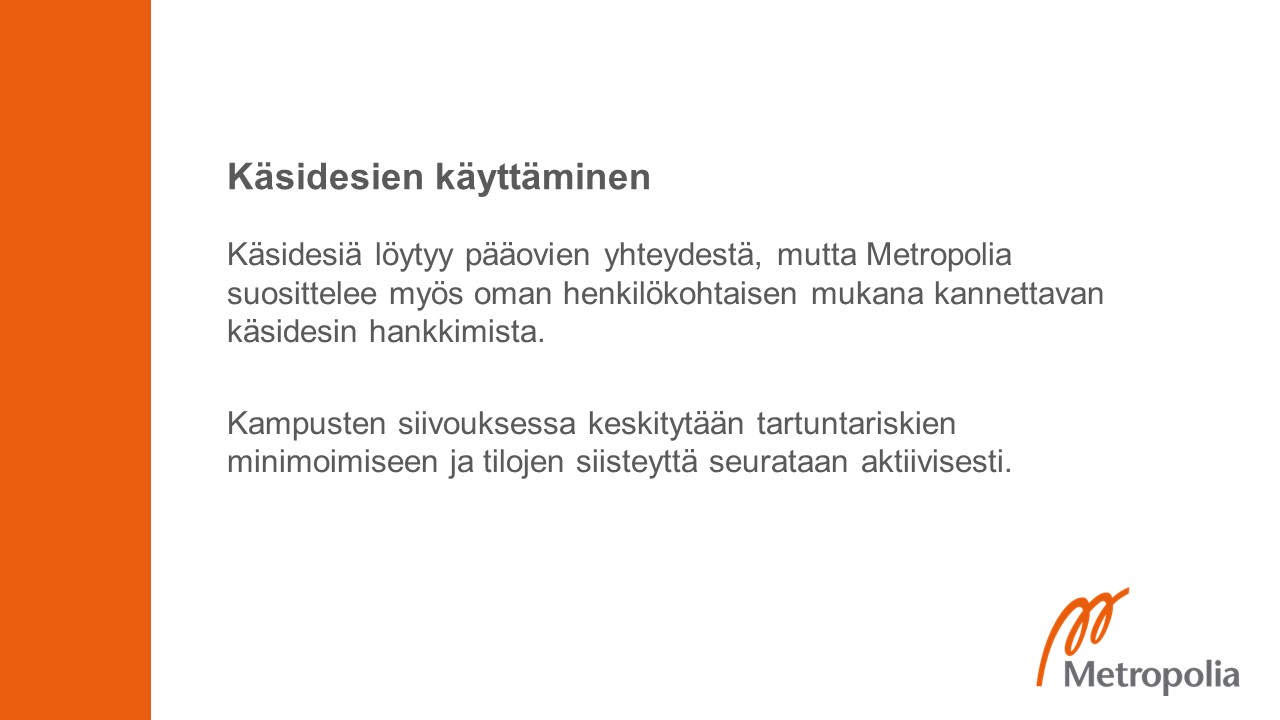 Käsidesien käyttäminen
Käsidesiä löytyy pääovien yhteydestä, mutta Metropolia
suosittelee myös oman henkilökohtaisen mukana kannettavan
käsidesin hankkimista.
Kampusten siivouksessa keskitytään tartuntariskien
minimoimiseen ja tilojen siisteyttä seurataan aktiivisesti.
Metropolia